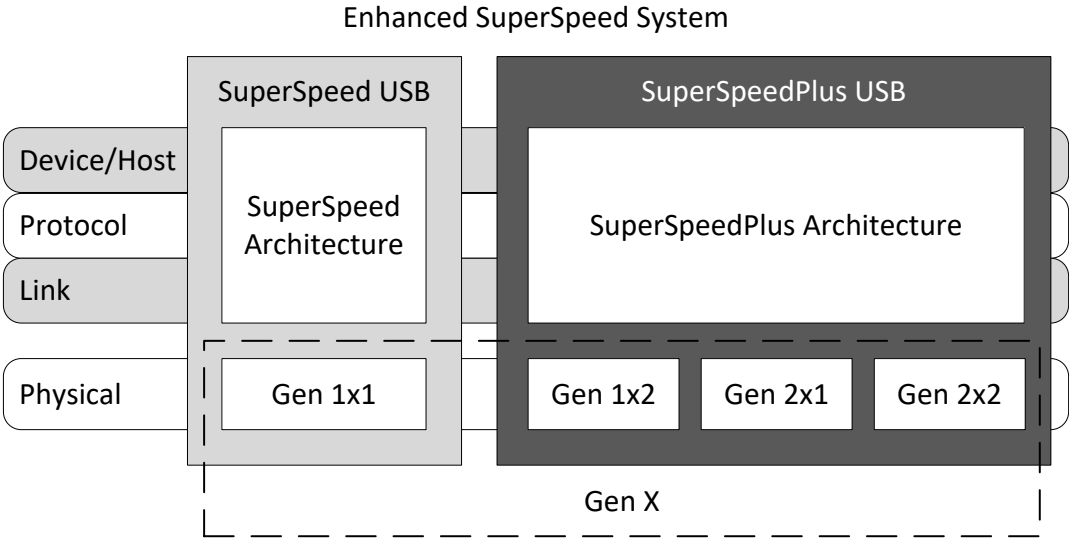 Enhanced SuperSpeed System
SuperSpeed USB
SuperSpeedPlus USB
Device/Host
Protocol
Link
SuperSpeed
Architecture
SuperSpeedPlus Architecture
Physical
Gen 1x1
Gen 1x2
Gen 2x1
Gen 2x2
Gen X